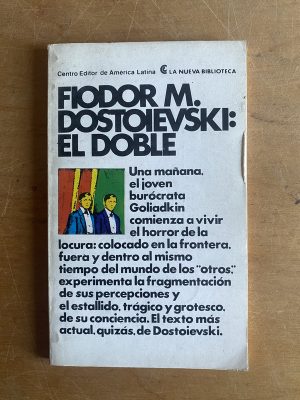 Centro Editor de América Latina CE LA NUEVA BIBLIOTECA
FIODOR M.
DOSTOIEVSKI:
EL DOBLE
Una mañana,
el joven
burócrata
Goliadkin
comienza a vivir
el horror de la
locura: colocado en la frontera,
fuera y dentro al mismo
tiempo del mundo de los "otros",
experimenta la fragmentación
de sus percepciones y
el estallido, trágico y grotesco,
de su conciencia. El texto más
actual, quizás, de Dostoievski.